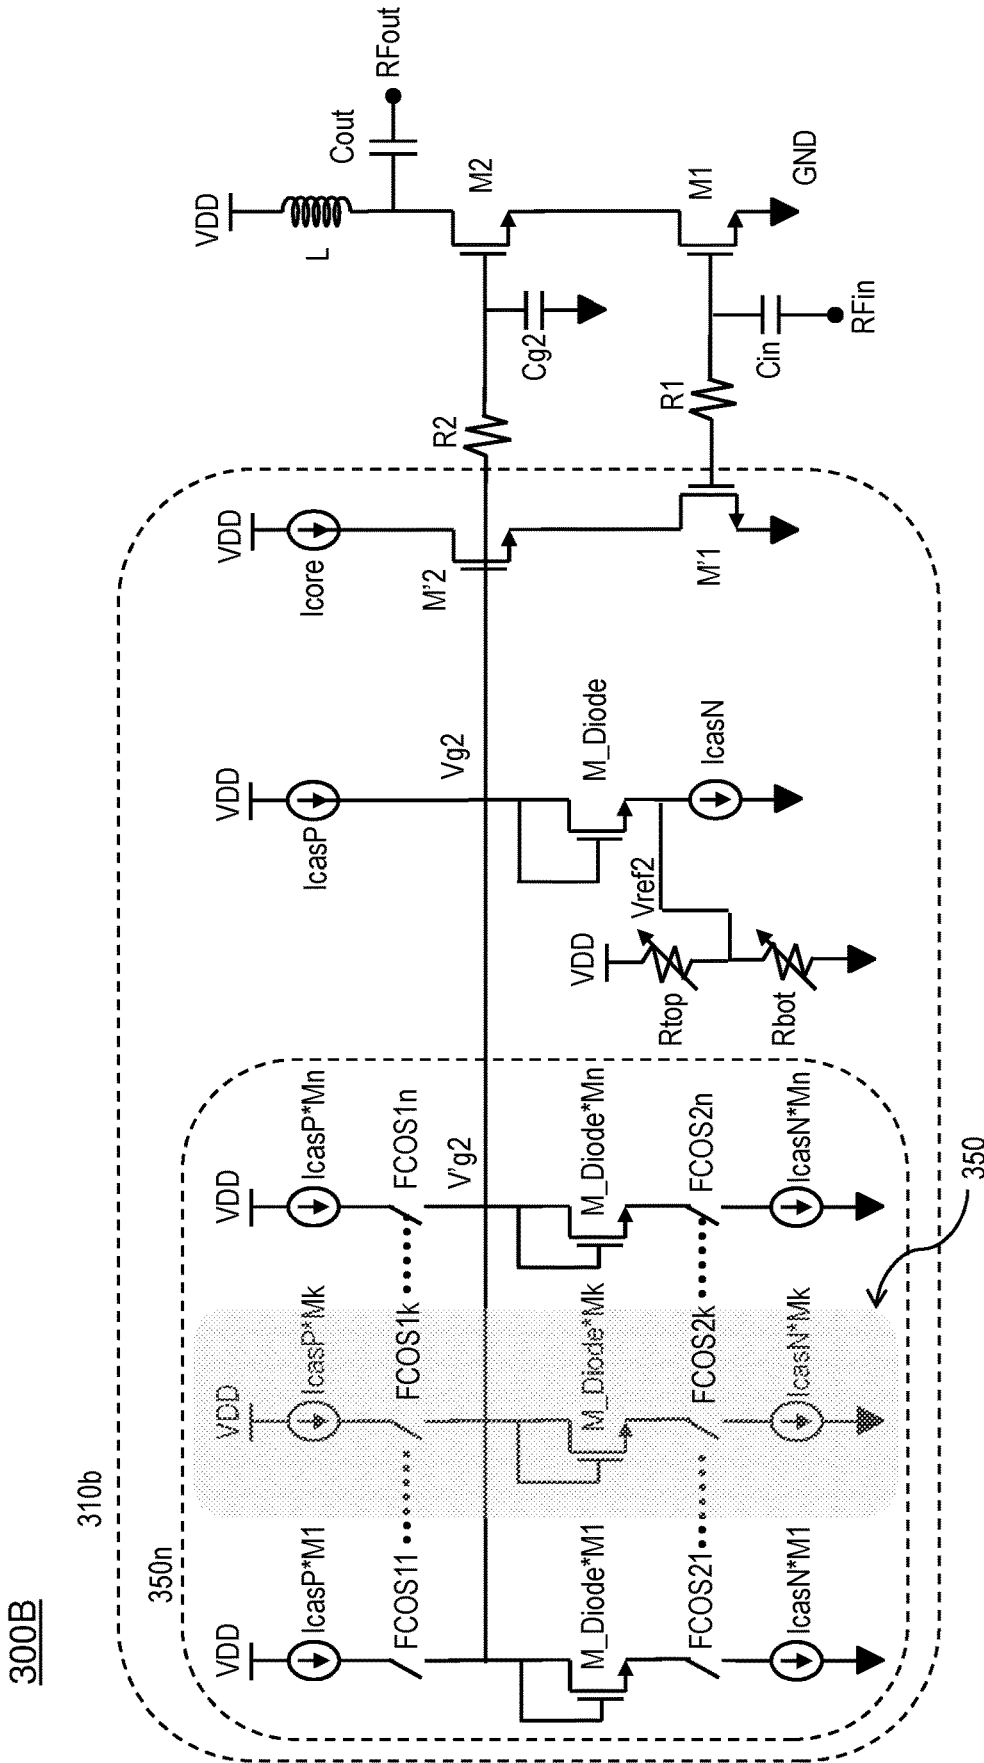 300B
310b
350n
VDD
IcasP*M1
FCOS11
M_Diode*M1
FCOS21
IcasN*M1
VDD
IcasP*Mk
FCOS1k
M_Diode*Mk
FCOS2k
IcasN*Mk
VDD
IcasP*Mn
FCOS1n
V'g2
M_Diode*Mn
FCOS2n
IcasN*Mn
350
VDD
Rtop
Rbot
Vref2
VDD
IcasP
Vg2
M_Diode
IcasN
VDD
Icore
M'2
M'1
R2
R1
Cg2
Cin
RFin
VDD
L
Cout
RFout
M2
M1
GND